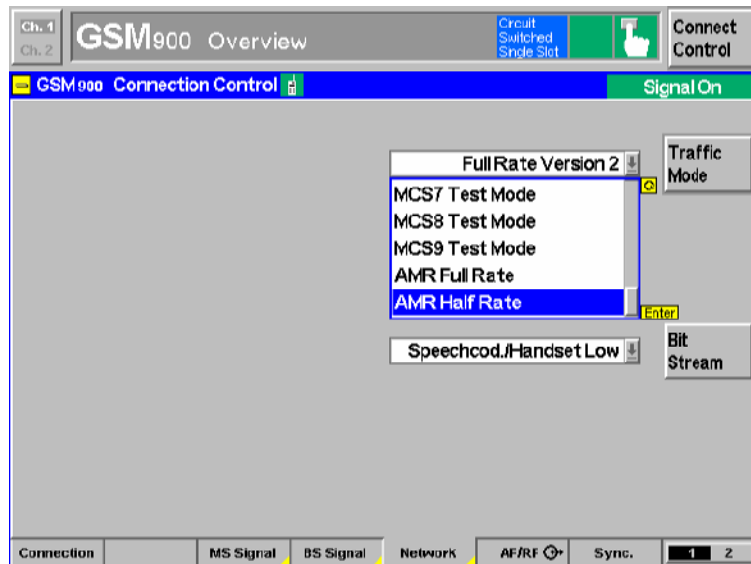 Ch. 1
Ch. 2
GSM900 Overview
Circuit
Switched
Single Slot
Connect
Control
GSM900 Connection Control
Signal On
Full Rate Version 2
Traffic
Mode
MCS7 Test Mode
MCS8 Test Mode
MCS9 Test Mode
AMR Full Rate
AMR Half Rate
Enter
Speechcod./Handset Low
Bit
Stream
Connection
MS Signal
BS Signal
Network
AF/RF
Sync.
1 2